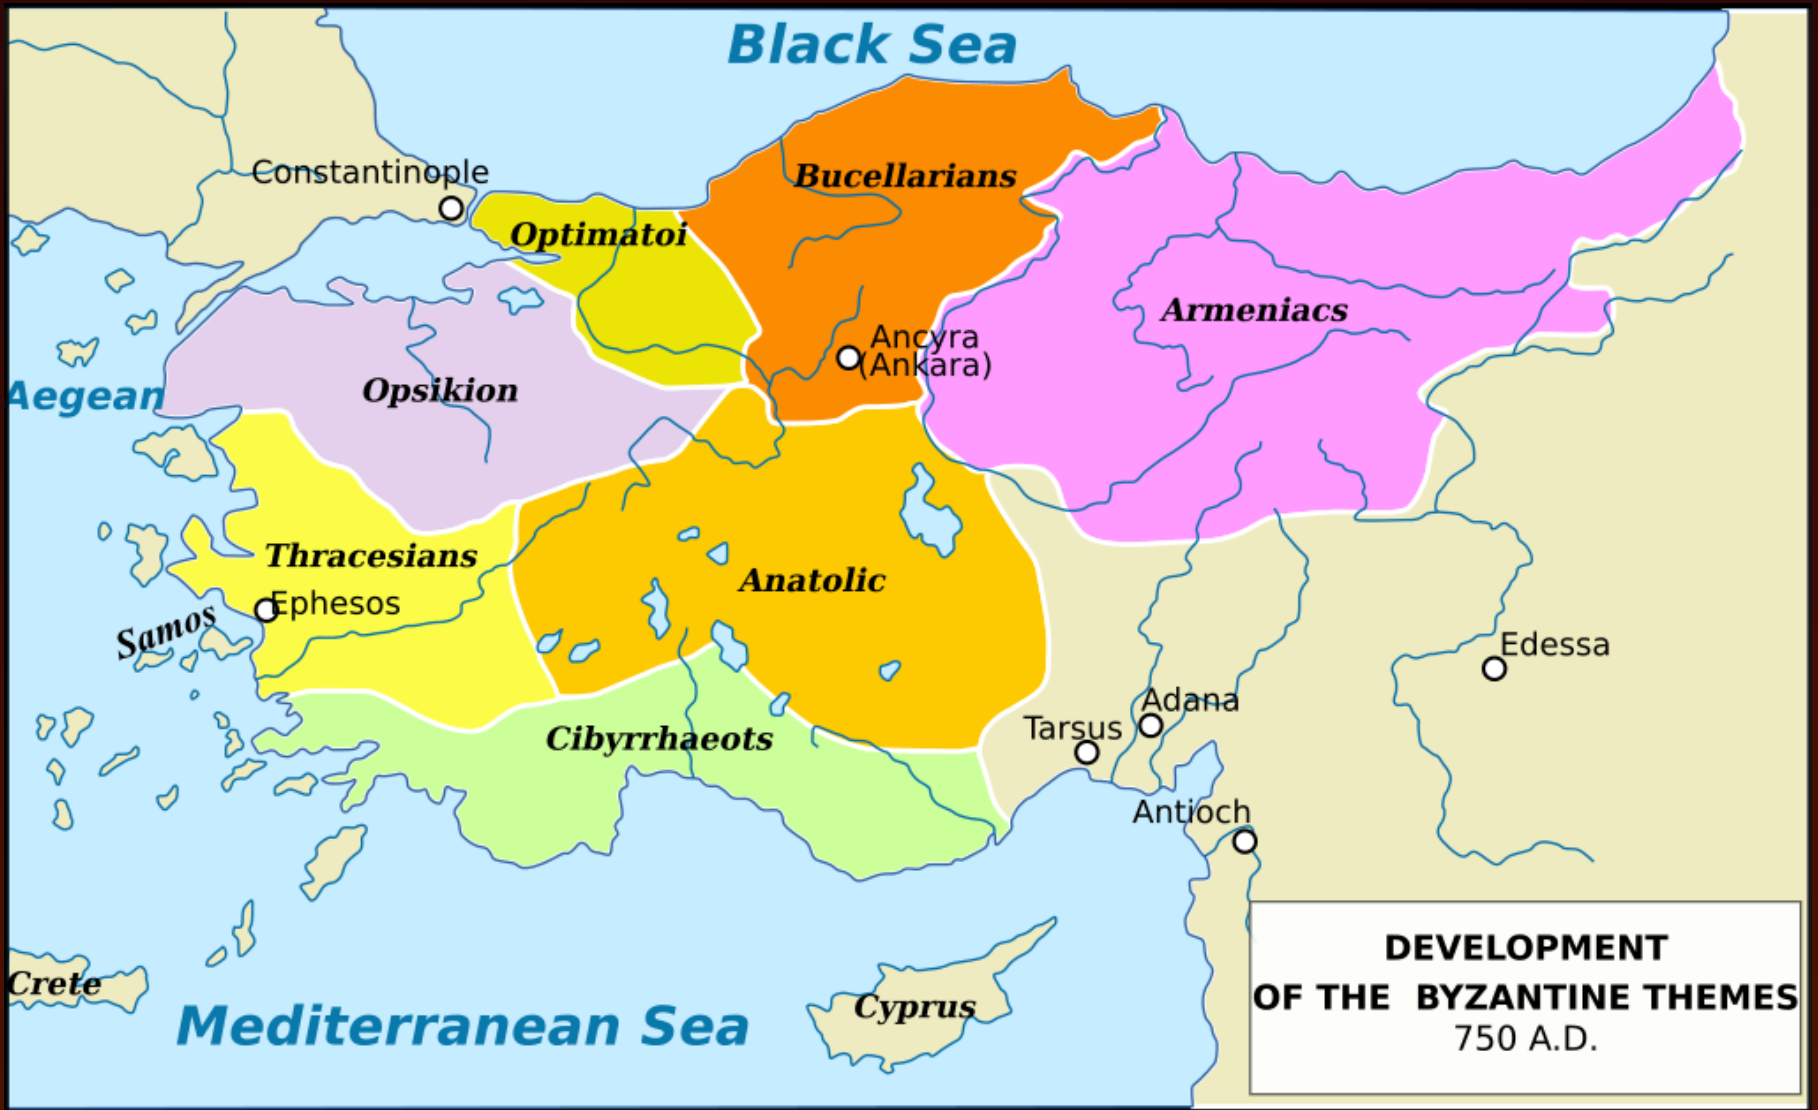 Black Sea
Constantinople
Bucellarians
Optimatoi
Armeniacs
Ancyra
(Ankara)
Aegean
Opsikion
Thracesians
Anatolic
Ephesos
Samos
Edessa
Adana
Tarsus
Cibyrrhaeots
Antioch
Crete
Cyprus
Mediterranean Sea
DEVELOPMENT
OF THE BYZANTINE THEMES
750 A.D.